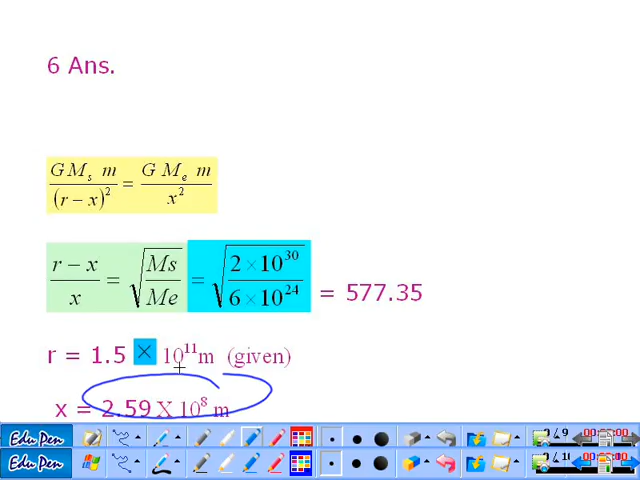 6 Ans.
GM_s m/(r − x)^2 = G M_e m/x^2
(r − x)/x = √(Ms/Me) = √(2 × 10^30/6 × 10^24) = 577.35
r = 1.5 × 10^11 m (given)
x = 2.59 X 10^8 m
Edu Pen
Edu Pen